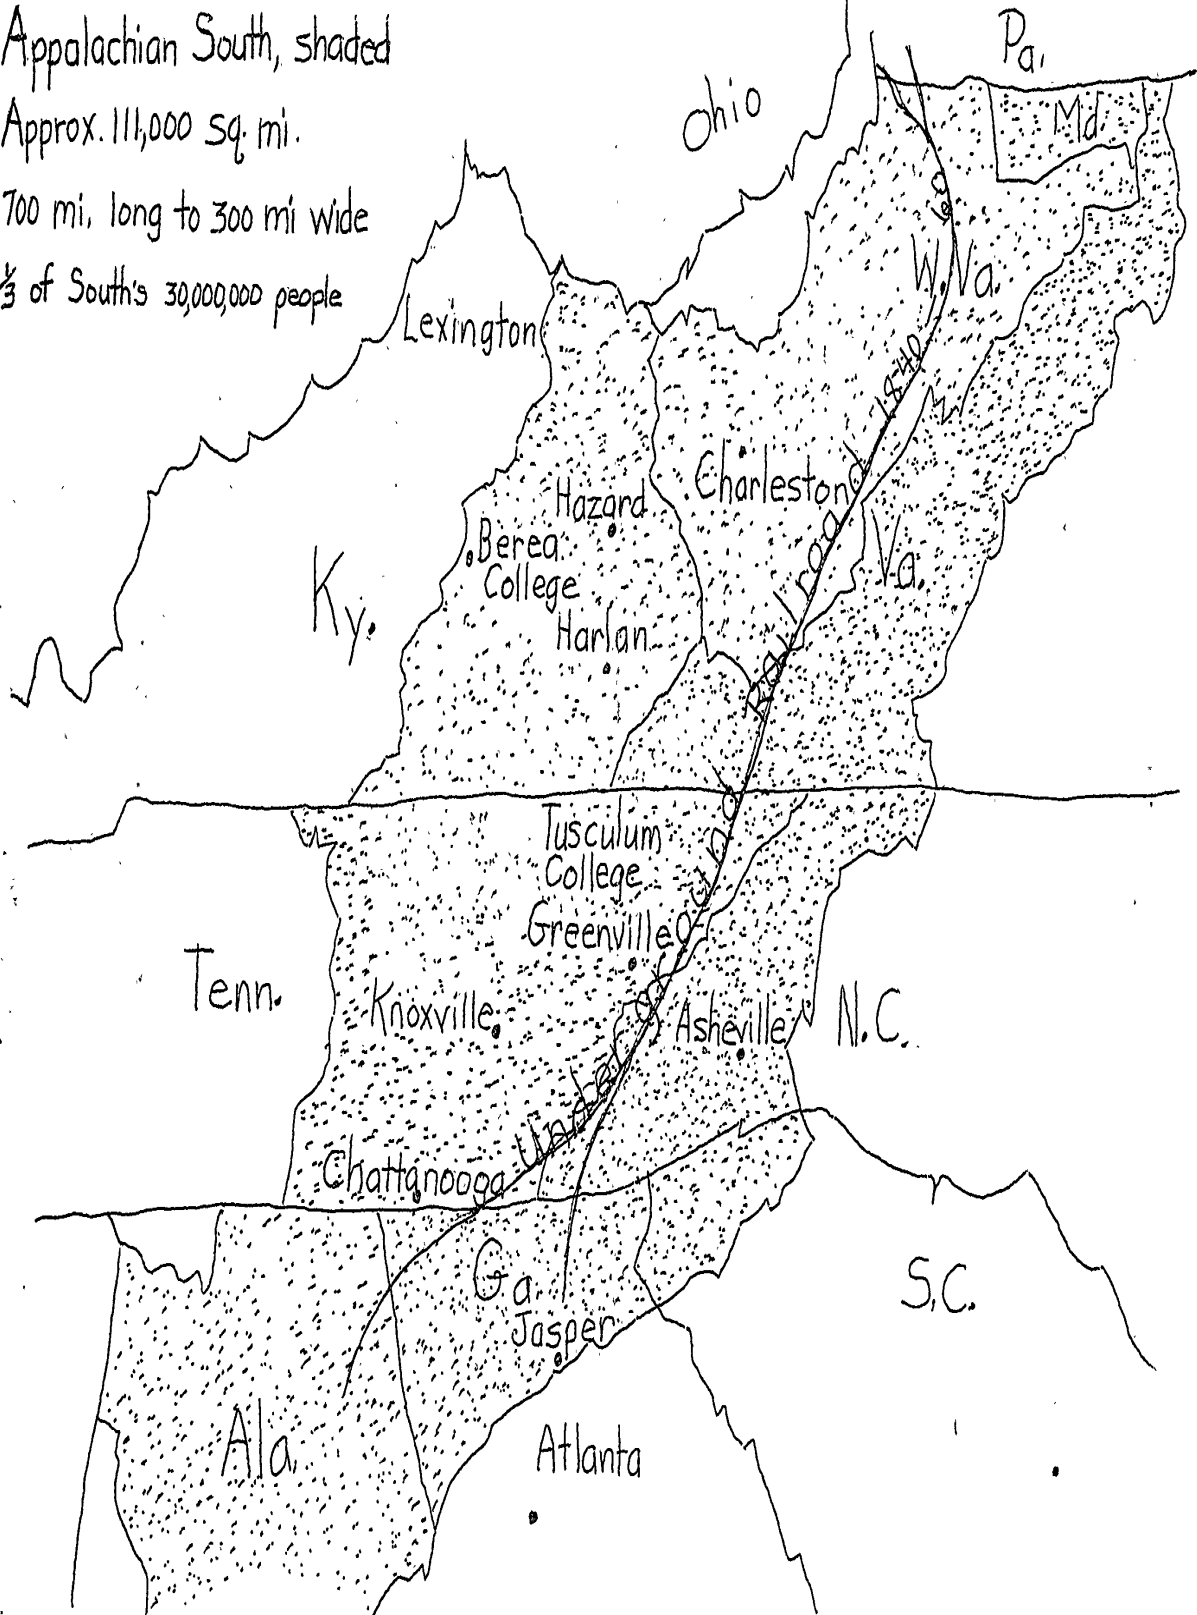 Appalachian South, shaded
Approx. 111,000 sq. mi.
700 mi. long to 300 mi wide
⅓ of South's 30,000,000 people
Pa.
Ohio
Md.
W. Va.
Lexington
Underground Railroad 1840-60
Charleston
Hazard
Berea
College
Va.
Ky.
Harlan
Tusculum
College
Greenville
Tenn.
Knoxville
Asheville
N.C.
Chattanooga
Ga.
Jasper
S.C.
Ala.
Atlanta